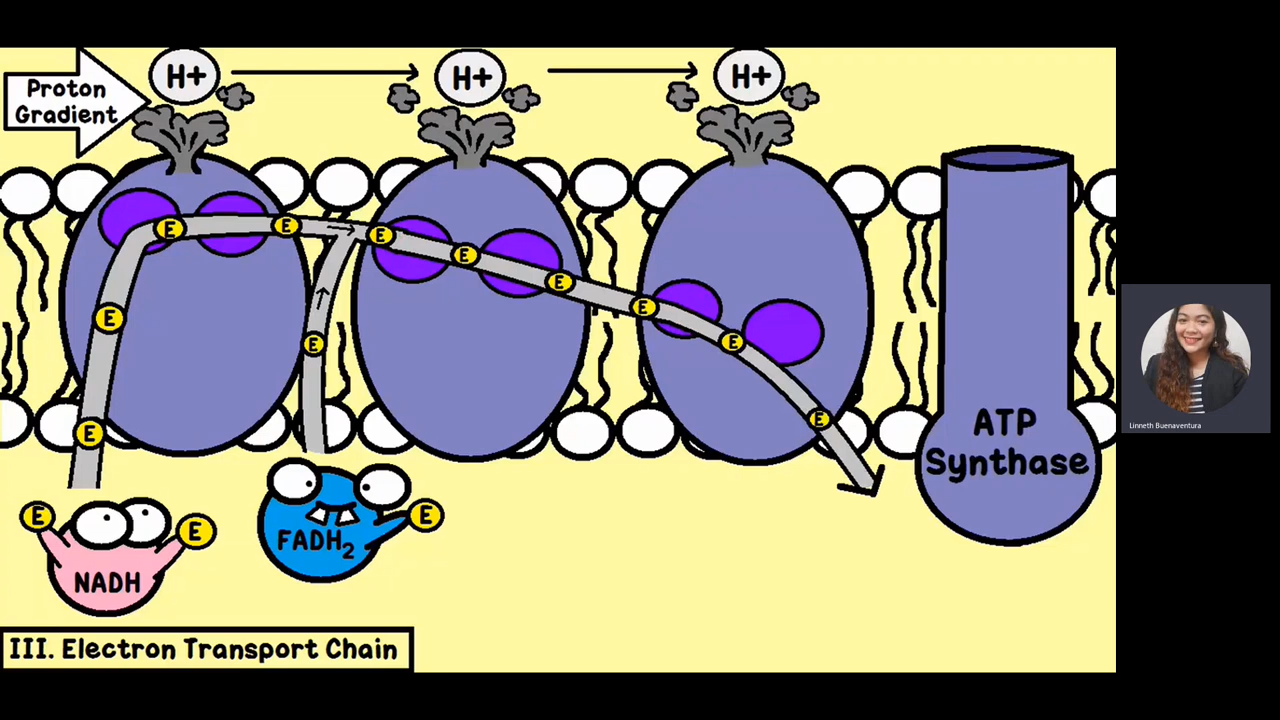 Proton
Gradient
H+
H+
H+
E
E
E
E
E
E
E
E
E
E
E
ATP
Synthase
E
E
NADH
FADH₂
E
III. Electron Transport Chain
Linneth Buenaventura